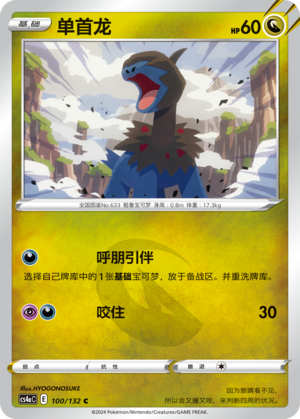 基础 单首龙 HP60
全国图鉴No.633 粗鲁宝可梦 身高:0.8m 体重:17.3kg
呼朋引伴
选择自己牌库中的1张基础宝可梦,放于备战区。并重洗牌库。
咬住 30
弱点 抗性 撤退
Illus.HYOGONOSUKE
CS4aC E 100/132 C
因为眼睛看不见,
所以会又撞又咬,来判断四周的状况。
©2024 Pokémon/Nintendo/Creatures/GAME FREAK.